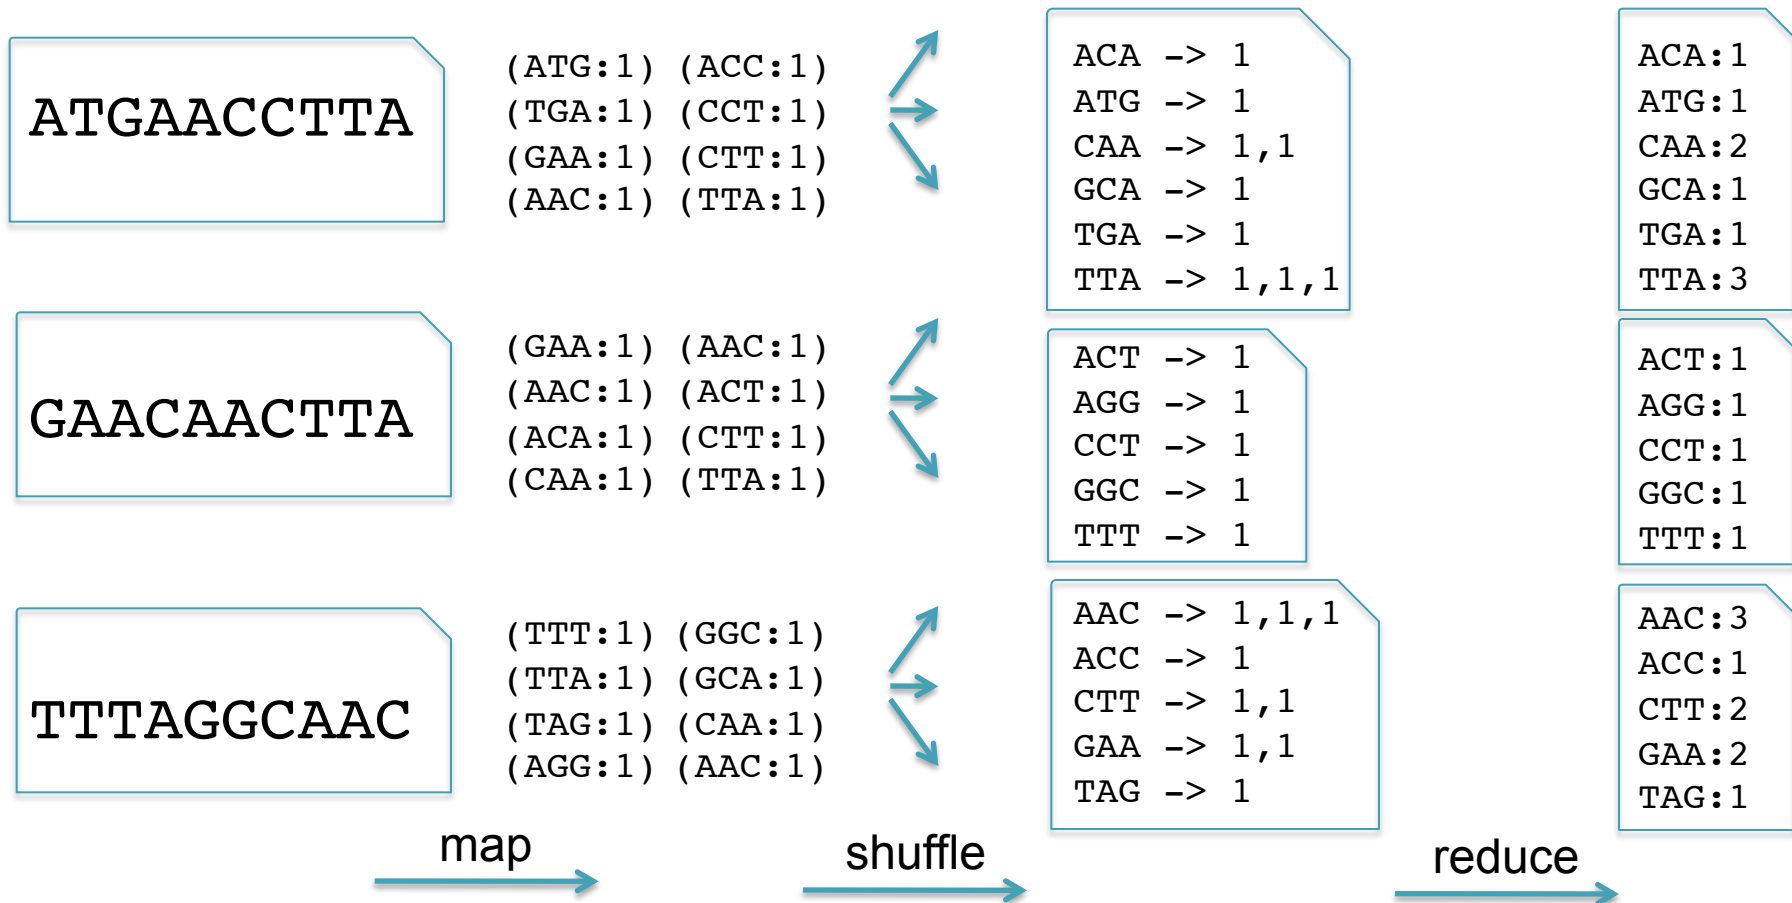 ATGAACCTTA
(ATG:1) (ACC:1)
(TGA:1) (CCT:1)
(GAA:1) (CTT:1)
(AAC:1) (TTA:1)
ACA -> 1
ATG -> 1
CAA -> 1,1
GCA -> 1
TGA -> 1
TTA -> 1,1,1
ACA:1
ATG:1
CAA:2
GCA:1
TGA:1
TTA:3
GAACAACTTA
(GAA:1) (AAC:1)
(AAC:1) (ACT:1)
(ACA:1) (CTT:1)
(CAA:1) (TTA:1)
ACT -> 1
AGG -> 1
CCT -> 1
GGC -> 1
TTT -> 1
ACT:1
AGG:1
CCT:1
GGC:1
TTT:1
TTTAGGCAAC
(TTT:1) (GGC:1)
(TTA:1) (GCA:1)
(TAG:1) (CAA:1)
(AGG:1) (AAC:1)
AAC -> 1,1,1
ACC -> 1
CTT -> 1,1
GAA -> 1,1
TAG -> 1
AAC:3
ACC:1
CTT:2
GAA:2
TAG:1
map
shuffle
reduce